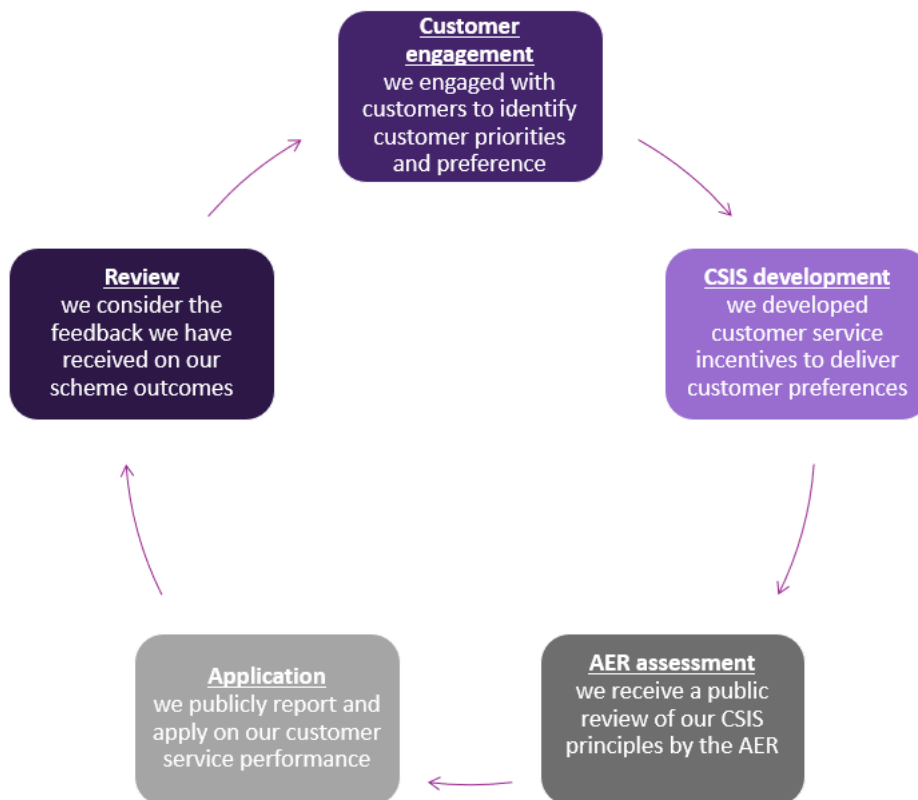 Customer
engagement
we engaged with
customers to identify
customer priorities
and preference
CSIS development
we developed
customer service
incentives to deliver
customer preferences
AER assessment
we receive a public
review of our CSIS
principles by the AER
Application
we publicly report and
apply on our customer
service performance
Review
we consider the
feedback we have
received on our
scheme outcomes